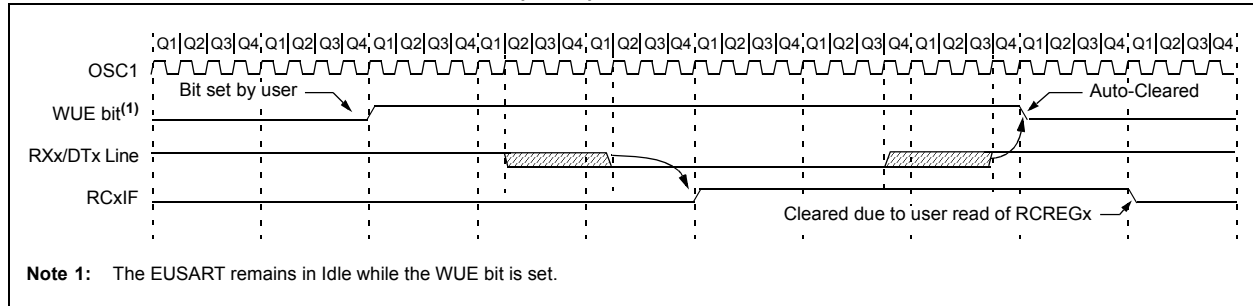 Q1 Q2 Q3 Q4 Q1 Q2 Q3 Q4 Q1 Q2 Q3 Q4 Q1 Q2 Q3 Q4 Q1 Q2 Q3 Q4 Q1 Q2 Q3 Q4 Q1 Q2 Q3 Q4 Q1 Q2 Q3 Q4 Q1 Q2 Q3 Q4 Q1 Q2 Q3 Q4
OSC1
Bit set by user
Auto-Cleared
WUE bit(1)
RXx/DTx Line
RCxIF
Cleared due to user read of RCREGx
Note 1: The EUSART remains in Idle while the WUE bit is set.